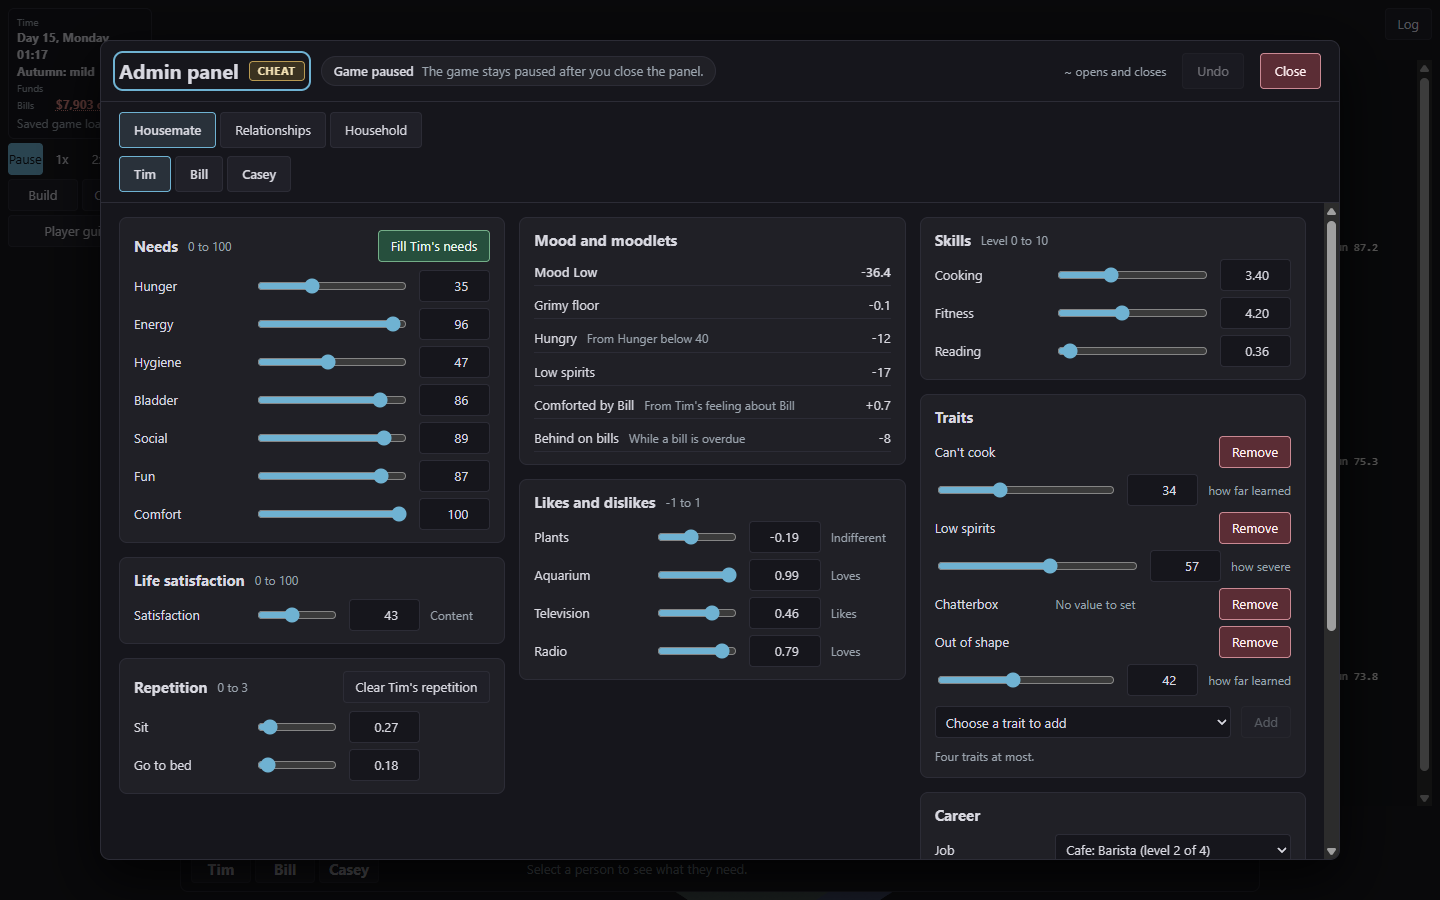 Time
Day 15, Monday
01:17
Autumn: mild
Funds
Bills $7,903
Saved game loa
Pause 1x 2
Build
Player gui
Log
Admin panel CHEAT
Game paused The game stays paused after you close the panel.
~ opens and closes
Undo
Close
Housemate Relationships Household
Tim Bill Casey
Needs 0 to 100
Fill Tim's needs
Hunger 35
Energy 96
Hygiene 47
Bladder 86
Social 89
Fun 87
Comfort 100
Life satisfaction 0 to 100
Satisfaction 43 Content
Repetition 0 to 3
Clear Tim's repetition
Sit 0.27
Go to bed 0.18
Mood and moodlets
Mood Low -36.4
Grimy floor -0.1
Hungry From Hunger below 40 -12
Low spirits -17
Comforted by Bill From Tim's feeling about Bill +0.7
Behind on bills While a bill is overdue -8
Likes and dislikes -1 to 1
Plants -0.19 Indifferent
Aquarium 0.99 Loves
Television 0.46 Likes
Radio 0.79 Loves
Skills Level 0 to 10
Cooking 3.40
Fitness 4.20
Reading 0.36
Traits
Can't cook Remove
34 how far learned
Low spirits Remove
57 how severe
Chatterbox No value to set Remove
Out of shape Remove
42 how far learned
Choose a trait to add Add
Four traits at most.
Career
Job Cafe: Barista (level 2 of 4)
87.2
75.3
73.8
Tim Bill Casey
Select a person to see what they need.